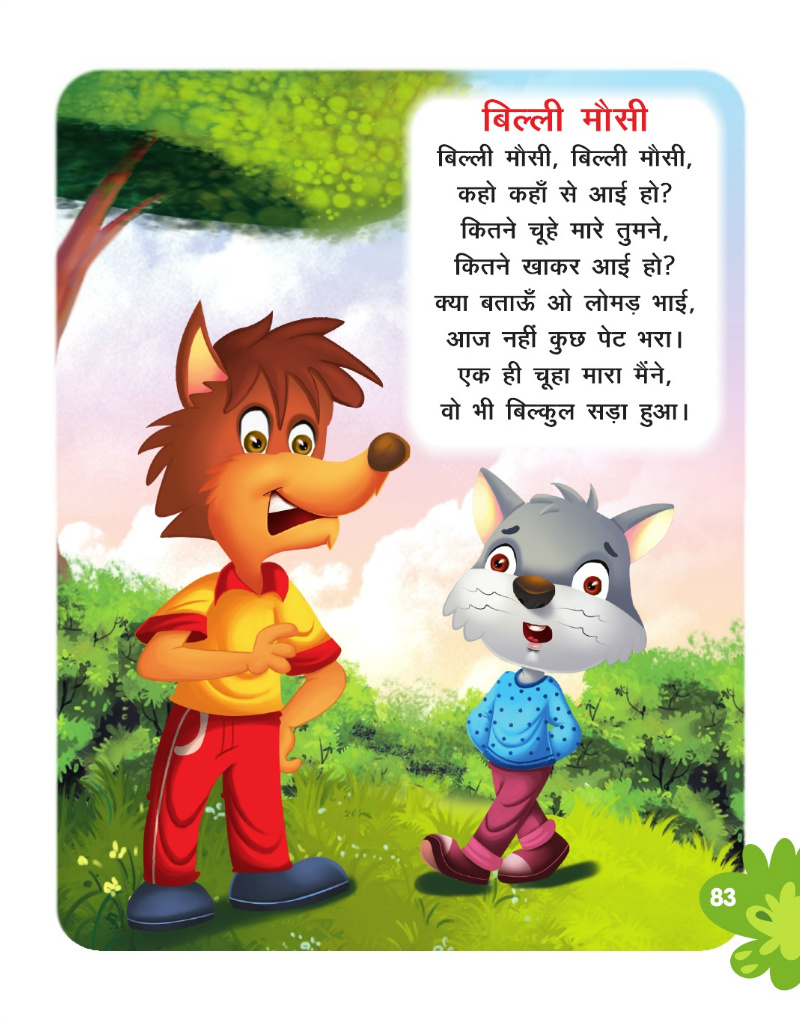 बिल्ली मौसी
बिल्ली मौसी, बिल्ली मौसी,
कहो कहाँ से आई हो?
कितने चूहे मारे तुमने,
कितने खाकर आई हो?
क्या बताऊँ ओ लोमड़ भाई,
आज नहीं कुछ पेट भरा।
एक ही चूहा मारा मैंने,
वो भी बिल्कुल सड़ा हुआ।
83